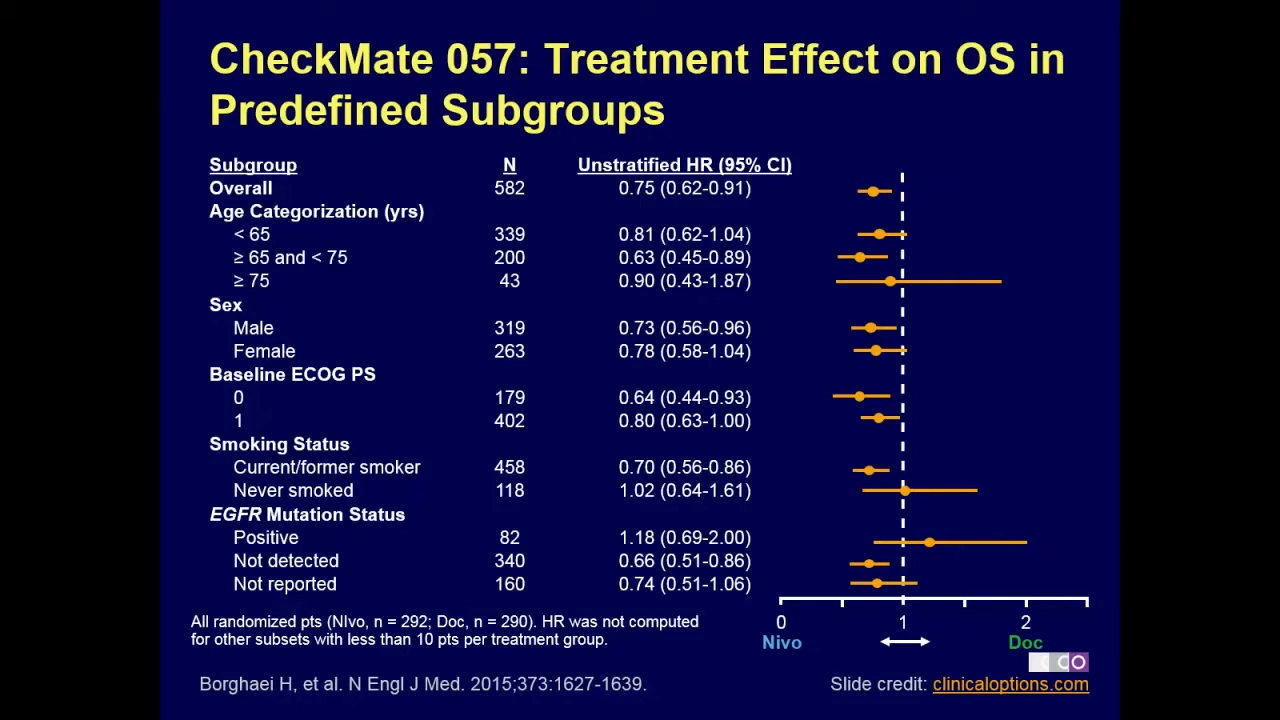 CheckMate 057: Treatment Effect on OS in
Predefined Subgroups
Subgroup N Unstratified HR (95% CI)
Overall 582 0.75 (0.62-0.91)
Age Categorization (yrs)
< 65 339 0.81 (0.62-1.04)
≥ 65 and < 75 200 0.63 (0.45-0.89)
≥ 75 43 0.90 (0.43-1.87)
Sex
Male 319 0.73 (0.56-0.96)
Female 263 0.78 (0.58-1.04)
Baseline ECOG PS
0 179 0.64 (0.44-0.93)
1 402 0.80 (0.63-1.00)
Smoking Status
Current/former smoker 458 0.70 (0.56-0.86)
Never smoked 118 1.02 (0.64-1.61)
EGFR Mutation Status
Positive 82 1.18 (0.69-2.00)
Not detected 340 0.66 (0.51-0.86)
Not reported 160 0.74 (0.51-1.06)
0 1 2
Nivo Doc
All randomized pts (NIvo, n = 292; Doc, n = 290). HR was not computed
for other subsets with less than 10 pts per treatment group.
Borghaei H, et al. N Engl J Med. 2015;373:1627-1639.
Slide credit: clinicaloptions.com